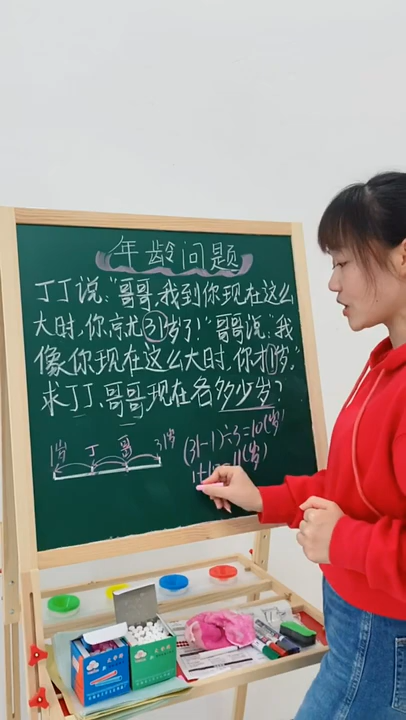 年龄问题
丁丁说:“哥哥,我到你现在这么
大时,你就31岁了!”哥哥说:“我
像你现在这么大时,你才1岁。”
求丁丁、哥哥现在各多少岁?
1岁 丁 哥 31岁
(31-1)÷3=10(岁)
11(岁)